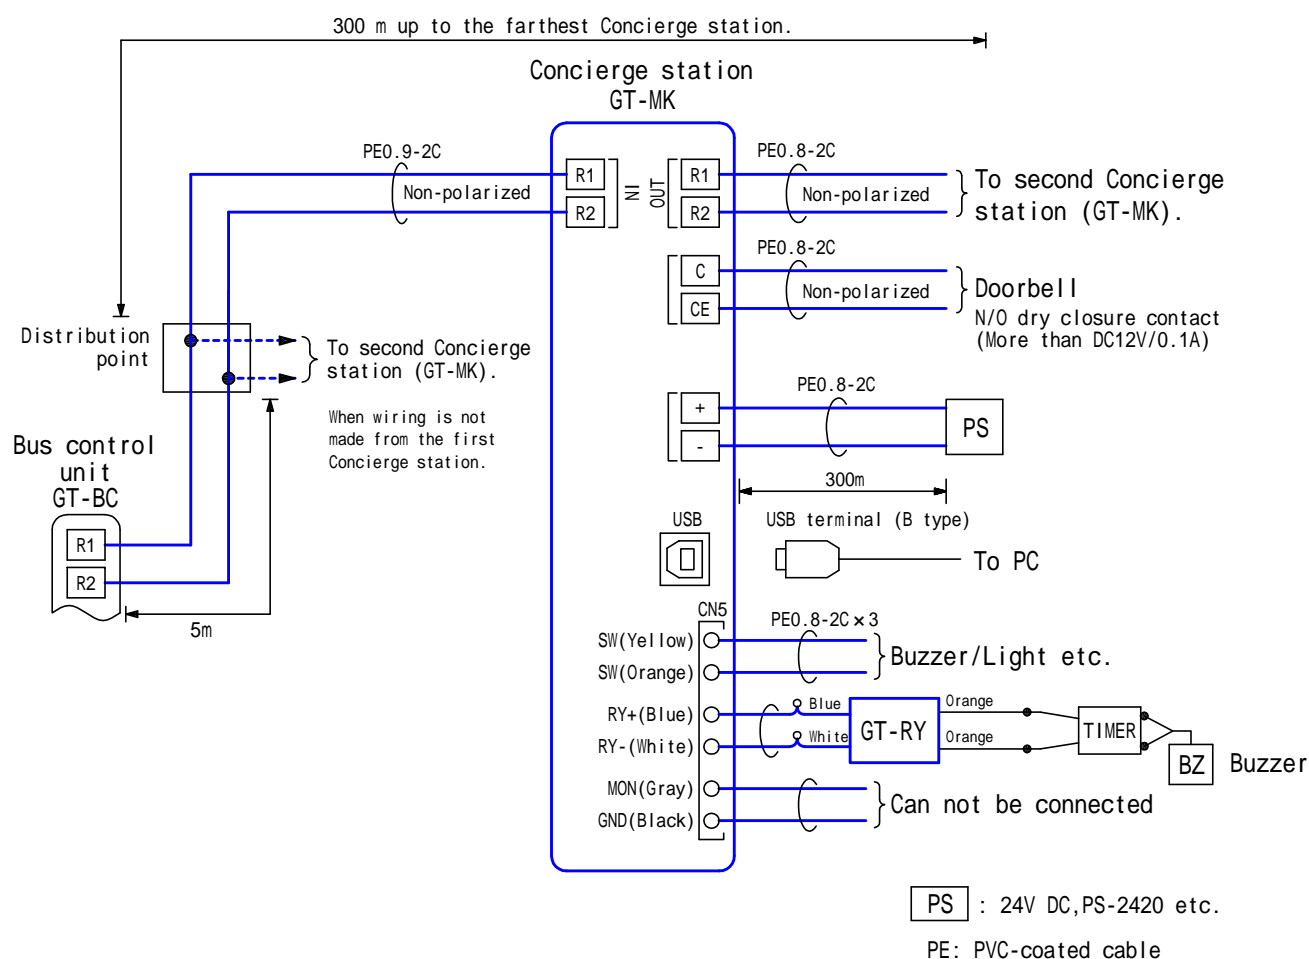 300 m up to the farthest Concierge station.
Concierge station
GT-MK
PE0.9-2C
Non-polarized
R1
R2
IN
OUT
R1
R2
PE0.8-2C
Non-polarized
To second Concierge
station (GT-MK).
C
CE
PE0.8-2C
Non-polarized
Doorbell
N/O dry closure contact
(More than DC12V/0.1A)
Distribution
point
To second Concierge
station (GT-MK).
When wiring is not
made from the first
Concierge station.
+
-
PE0.8-2C
PS
300m
Bus control
unit
GT-BC
R1
R2
5m
USB
USB terminal (B type)
To PC
CN5
PE0.8-2C×3
SW(Yellow)
SW(Orange)
Buzzer/Light etc.
RY+(Blue)
RY-(White)
Blue
White
GT-RY
Orange
Orange
TIMER
BZ
Buzzer
MON(Gray)
GND(Black)
Can not be connected
PS : 24V DC,PS-2420 etc.
PE: PVC-coated cable